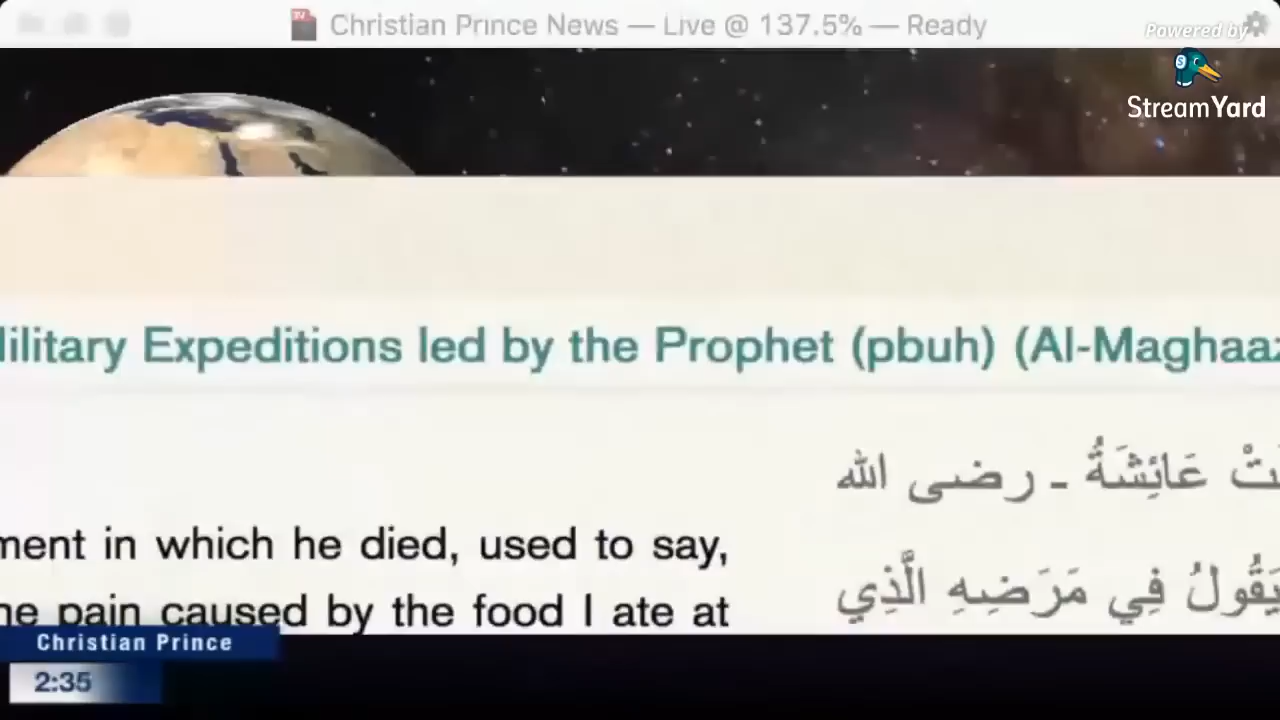 Christian Prince News — Live @ 137.5% — Ready
Powered by
StreamYard
ilitary Expeditions led by the Prophet (pbuh) (Al-Maghaaz
عَائِشَةُ ـ رضى الله
ment in which he died, used to say,
يَقُولُ فِي مَرَضِهِ الَّذِي
he pain caused by the food I ate at
Christian Prince
2:35